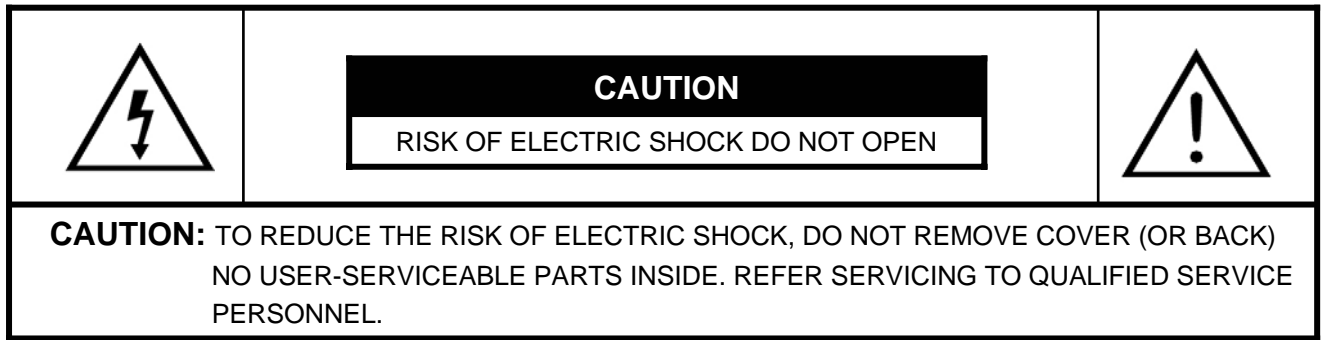 CAUTION
RISK OF ELECTRIC SHOCK DO NOT OPEN
CAUTION: TO REDUCE THE RISK OF ELECTRIC SHOCK, DO NOT REMOVE COVER (OR BACK)
NO USER-SERVICEABLE PARTS INSIDE. REFER SERVICING TO QUALIFIED SERVICE
PERSONNEL.